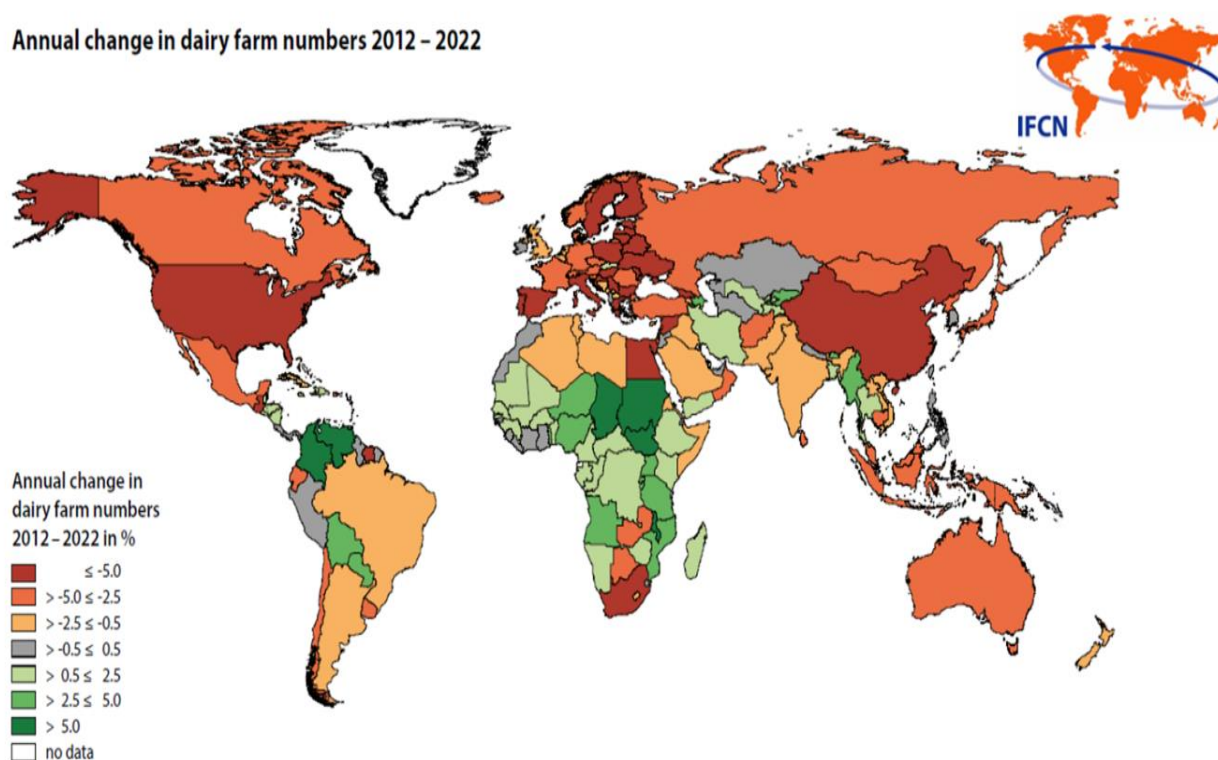 Annual change in dairy farm numbers 2012 – 2022
IFCN
Annual change in
dairy farm numbers
2012 – 2022 in %
≤ -5.0
> -5.0 ≤ -2.5
> -2.5 ≤ -0.5
> -0.5 ≤ 0.5
> 0.5 ≤ 2.5
> 2.5 ≤ 5.0
> 5.0
no data